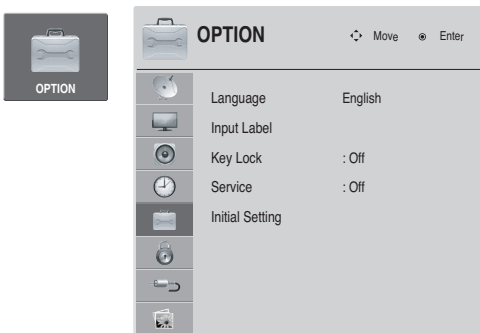 OPTION
OPTION Move Enter
Language English
Input Label
Key Lock : Off
Service : Off
Initial Setting